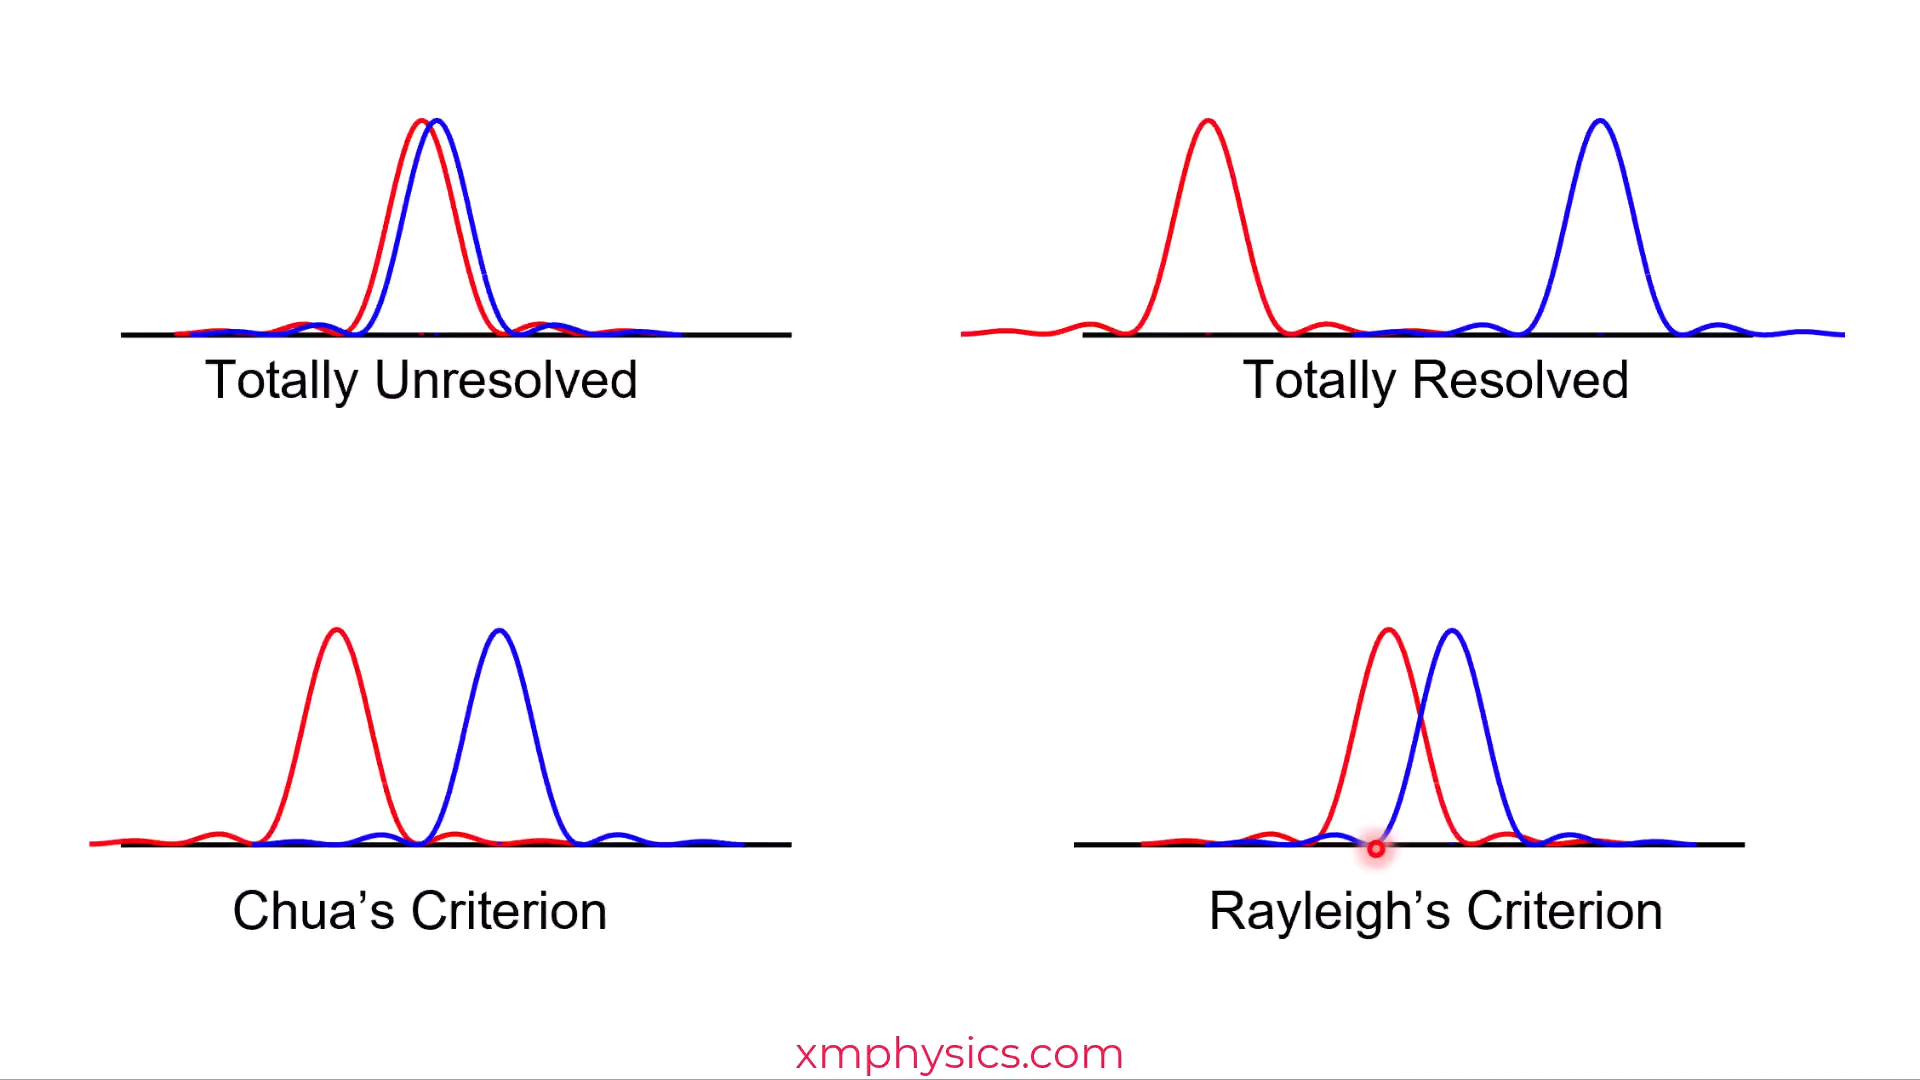 Totally Unresolved
Totally Resolved
Chua’s Criterion
Rayleigh’s Criterion
xmphysics.com